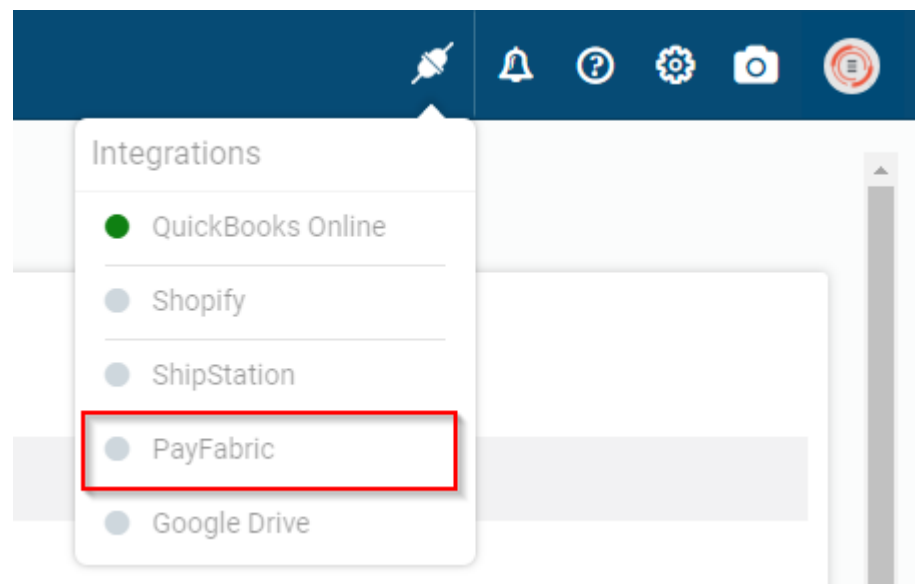 Integrations
QuickBooks Online
Shopify
ShipStation
PayFabric
Google Drive